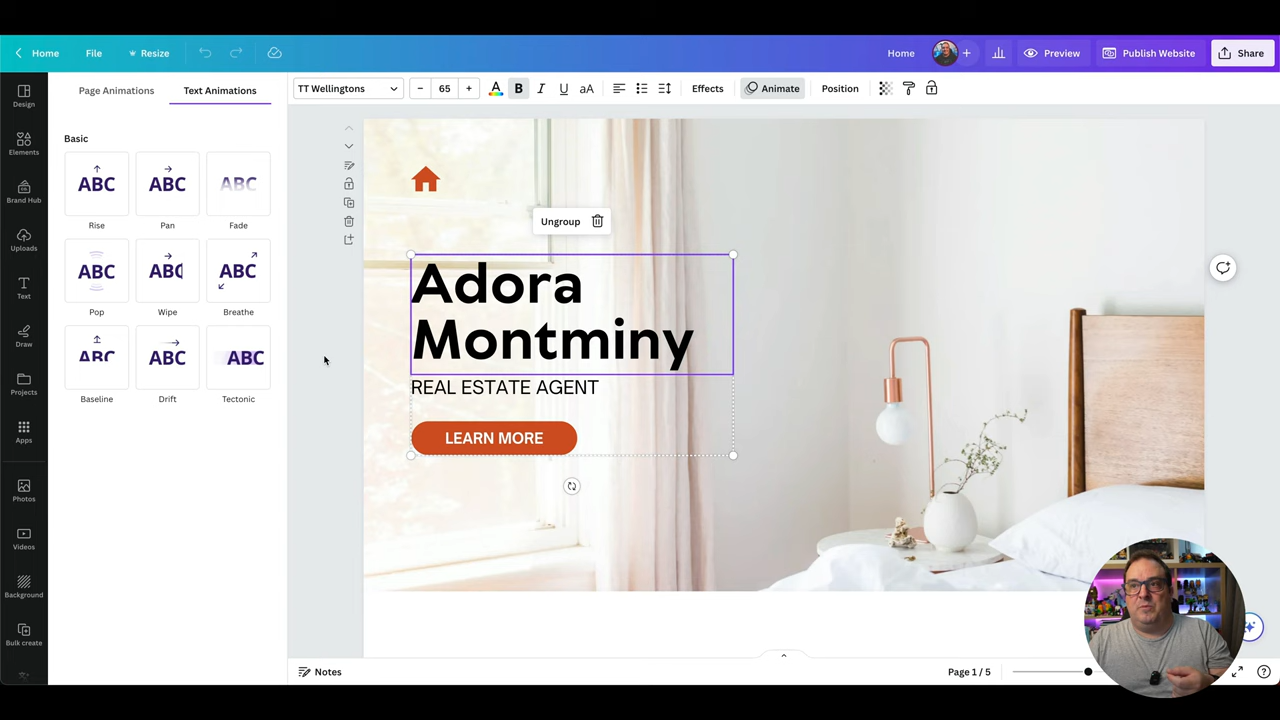 Home
File
Resize
Home
+
Preview
Publish Website
Share
Design
Elements
Brand Hub
Uploads
Text
Draw
Projects
Apps
Photos
Videos
Background
Bulk create
Page Animations
Text Animations
Basic
ABC
Rise
ABC
Pan
ABC
Fade
ABC
Pop
ABC
Wipe
ABC
Breathe
ABC
Baseline
ABC
Drift
ABC
Tectonic
TT Wellingtons
− 65 +
A
B
I
U
aA
Effects
Animate
Position
Ungroup
Adora
Montminy
REAL ESTATE AGENT
LEARN MORE
Notes
Page 1 / 5
?